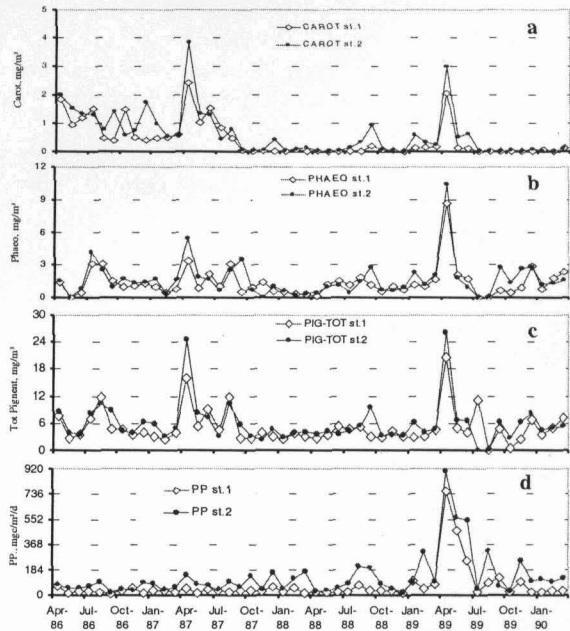 5
4
3
2
1
0
Carot, mg/m³
CAROT st.1
CAROT st.2
a
12
9
6
3
0
Phaeo, mg/m³
PHAEO st.1
PHAEO st.2
b
30
24
18
12
6
0
Tot Pigment, mg/m³
PIG-TOT st.1
PIG-TOT st.2
c
920
736
552
368
184
0
PP., mgc/m³/d
PP st.1
PP st.2
d
Apr- Jul- Oct- Jan- Apr- Jul- Oct- Jan- Apr- Jul- Oct- Jan- Apr- Jul- Oct- Jan-
86 86 86 87 87 87 87 88 88 88 88 89 89 89 89 90